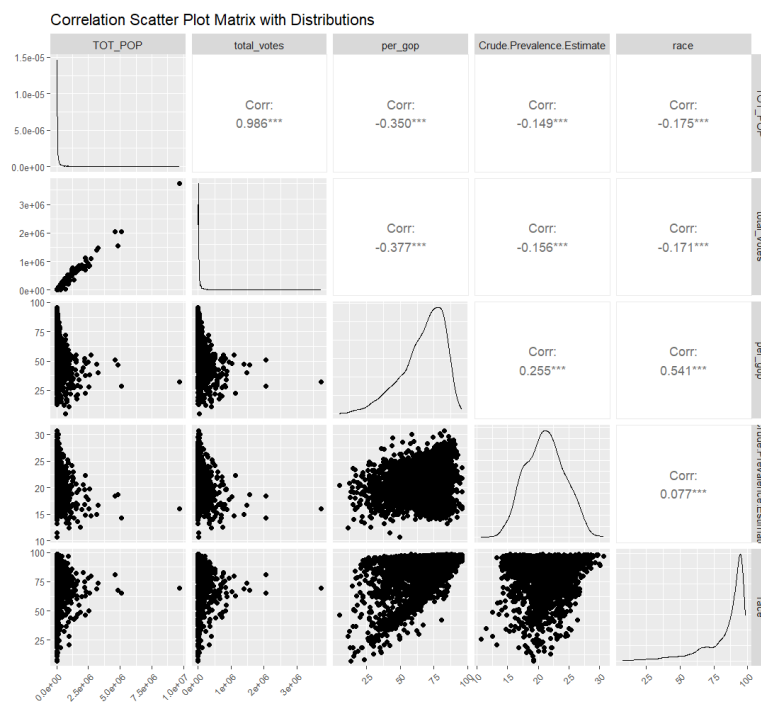 Correlation Scatter Plot Matrix with Distributions
TOT_POP total_votes per_gop Crude.Prevalence.Estimate race
1.5e-05
1.0e-05
5.0e-06
0.0e+00
Corr:
0.986***
Corr:
-0.350***
Corr:
-0.149***
Corr:
-0.175***
TOT_POP
3e+06
2e+06
1e+06
0e+00
Corr:
-0.377***
Corr:
-0.156***
Corr:
-0.171***
total_votes
100
75
50
25
Corr:
0.255***
Corr:
0.541***
per_gop
30
25
20
15
10
Corr:
0.077***
rude.Prevalence.Estimat
100
75
50
25
race
0.0e+00 2.5e+06 5.0e+06 7.5e+06 1.0e+07
0e+00 1e+06 2e+06 3e+06
25 50 75 100
10 15 20 25 30
25 50 75 100